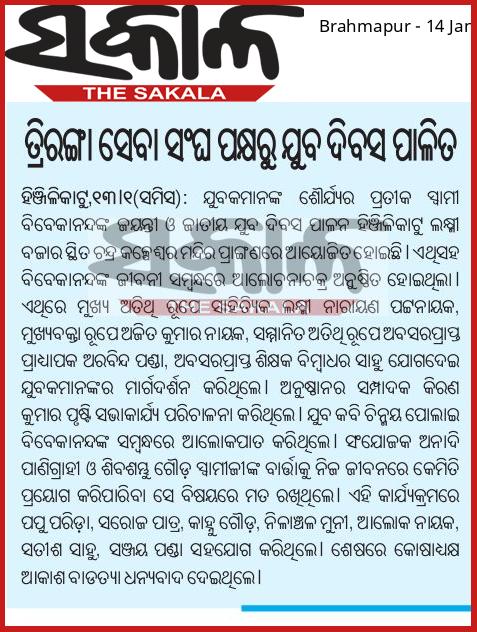 ସକାଳ
THE SAKALA
Brahmapur - 14 Jan
ତ୍ରିରଙ୍ଗା ସେବା ସଂଘ ପକ୍ଷରୁ ଯୁବ ଦିବସ ପାଳିତ
ହିଞ୍ଜିଳିକାଟୁ,୧୩।୧(ସମିସ): ଯୁବକମାନଙ୍କ ଶୌର୍ଯ୍ୟର ପ୍ରତୀକ ସ୍ୱାମୀ
ବିବେକାନନ୍ଦଙ୍କ ଜୟନ୍ତୀ ଓ ଜାତୀୟ ଯୁବ ଦିବସ ପାଳନ ହିଞ୍ଜିଳିକାଟୁ ଲକ୍ଷ୍ମୀ
ବଜାର ସ୍ଥିତ ଚନ୍ଦ୍ର କହ୍ନେଶ୍ୱର ମନ୍ଦିର ପ୍ରାଙ୍ଗଣରେ ଆୟୋଜିତ ହୋଇଛି । ଏଥିସହ
ବିବେକାନନ୍ଦଙ୍କ ଜୀବନୀ ସମ୍ବନ୍ଧରେ ଆଲୋଚନାଚକ୍ର ଅନୁଷ୍ଠିତ ହୋଇଥିଲା ।
ଏଥିରେ ମୁଖ୍ୟ ଅତିଥି ରୂପେ ସାହିତ୍ୟିକ ଲକ୍ଷ୍ମୀ ନାରାୟଣ ପଟ୍ଟନାୟକ,
ମୁଖ୍ୟବକ୍ତା ରୂପେ ଅଜିତ କୁମାର ନାୟକ, ସମ୍ମାନିତ ଅତିଥି ରୂପେ ଅବସରପ୍ରାପ୍ତ
ପ୍ରାଧ୍ୟାପକ ଅରବିନ୍ଦ ପଣ୍ଡା, ଅବସରପ୍ରାପ୍ତ ଶିକ୍ଷକ ବିମ୍ବାଧର ସାହୁ ଯୋଗଦେଇ
ଯୁବକମାନଙ୍କର ମାର୍ଗଦର୍ଶନ କରିଥିଲେ । ଅନୁଷ୍ଠାନର ସମ୍ପାଦକ କିରଣ
କୁମାର ପୃଷ୍ଟି ସଭାକାର୍ଯ୍ୟ ପରିଚାଳନା କରିଥିଲେ । ଯୁବ କବି ଚିନ୍ମୟ ପୋଲାଇ
ବିବେକାନନ୍ଦଙ୍କ ସମ୍ବନ୍ଧରେ ଆଲୋକପାତ କରିଥିଲେ । ସଂଯୋଜକ ଅନାଦି
ପାଣିଗ୍ରାହୀ ଓ ଶିବଶମ୍ଭୁ ଗୌଡ଼ ସ୍ୱାମୀଜୀଙ୍କ ବାର୍ତ୍ତାକୁ ନିଜ ଜୀବନରେ କେମିତି
ପ୍ରୟୋଗ କରିପାରିବା ସେ ବିଷୟରେ ମତ ରଖିଥିଲେ । ଏହି କାର୍ଯ୍ୟକ୍ରମରେ
ପପୁ ପରିଡ଼ା, ସରୋଜ ପାତ୍ର, କାହ୍ନୁ ଗୌଡ଼, ନିଳାଞ୍ଚଳ ମୁନୀ, ଆଲୋକ ନାୟକ,
ସତୀଶ ସାହୁ, ସଞ୍ଜୟ ପଣ୍ଡା ସହଯୋଗ କରିଥିଲେ । ଶେଷରେ କୋଷାଧ୍ୟକ୍ଷ
ଆକାଶ ବାଡତ୍ୟା ଧନ୍ୟବାଦ ଦେଇଥିଲେ ।